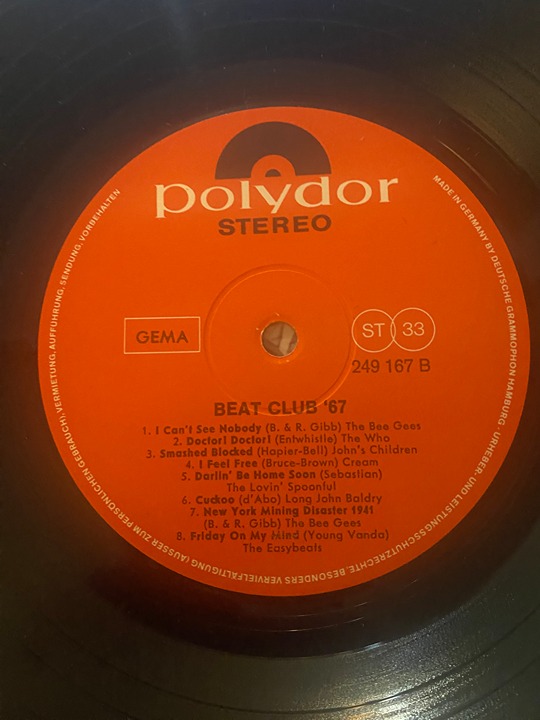 polydor
STEREO
GEMA
ST 33
249 167 B
BEAT CLUB '67
1. I Can't See Nobody (B. & R. Gibb) The Bee Gees
2. Doctor! Doctor! (Entwhistle) The Who
3. Smashed Blocked (Hapier-Bell) John's Children
4. I Feel Free (Bruce-Brown) Cream
5. Darlin' Be Home Soon (Sebastian)
The Lovin' Spoonful
6. Cuckoo (d'Abo) Long John Baldry
7. New York Mining Disaster 1941
(B. & R. Gibb) The Bee Gees
8. Friday On My Mind (Young Vanda)
The Easybeats
MADE IN GERMANY BY DEUTSCHE GRAMMOPHON HAMBURG · URHEBER- UND LEISTUNGSSCHUTZRECHTE, BESONDERS VERVIELFÄLTIGUNG (AUSSER ZUM PERSÖNLICHEN GEBRAUCH), VERMIETUNG, AUFFÜHRUNG, SENDUNG, VORBEHALTEN